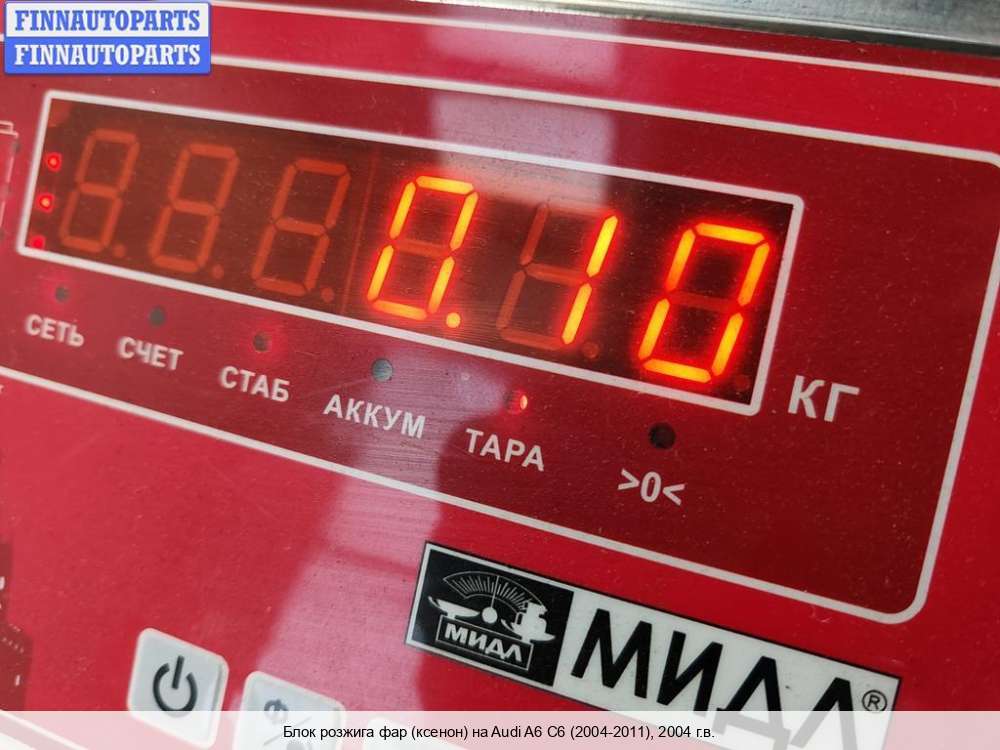 FINNAUTOPARTS
FINNAUTOPARTS
0.10
КГ
СЕТЬ
СЧЕТ
СТАБ
АККУМ
ТАРА
>0<
МИДЛ
МИДЛ®
Блок розжига фар (ксенон) на Audi A6 C6 (2004-2011), 2004 г.в.